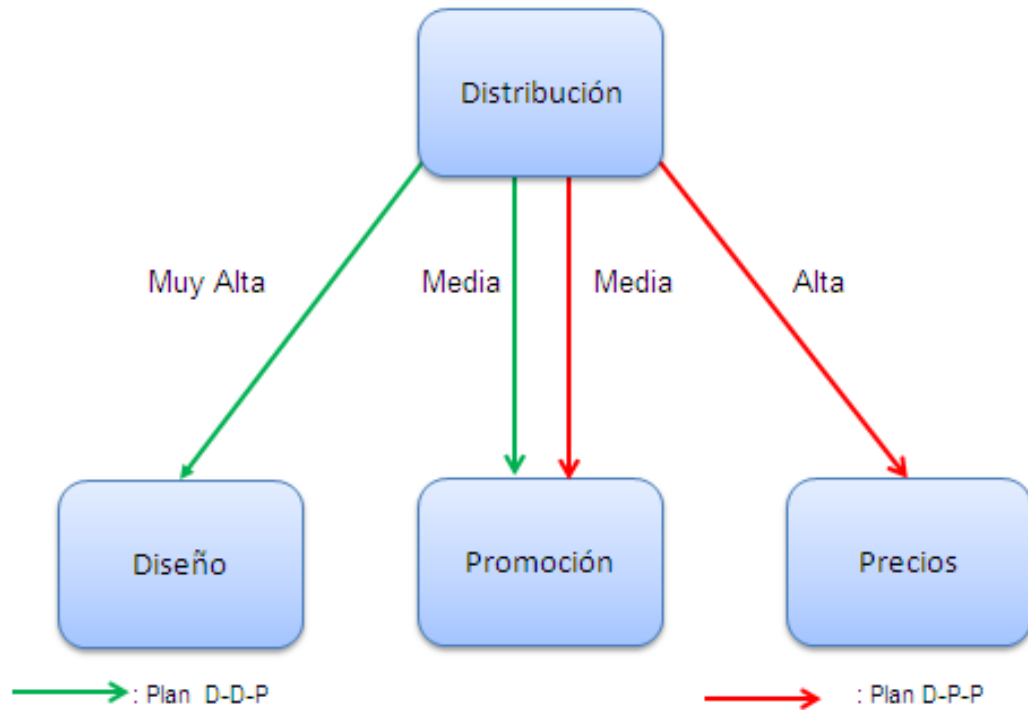 Distribución
Muy Alta
Media
Media
Alta
Diseño
Promoción
Precios
: Plan D-D-P
: Plan D-P-P